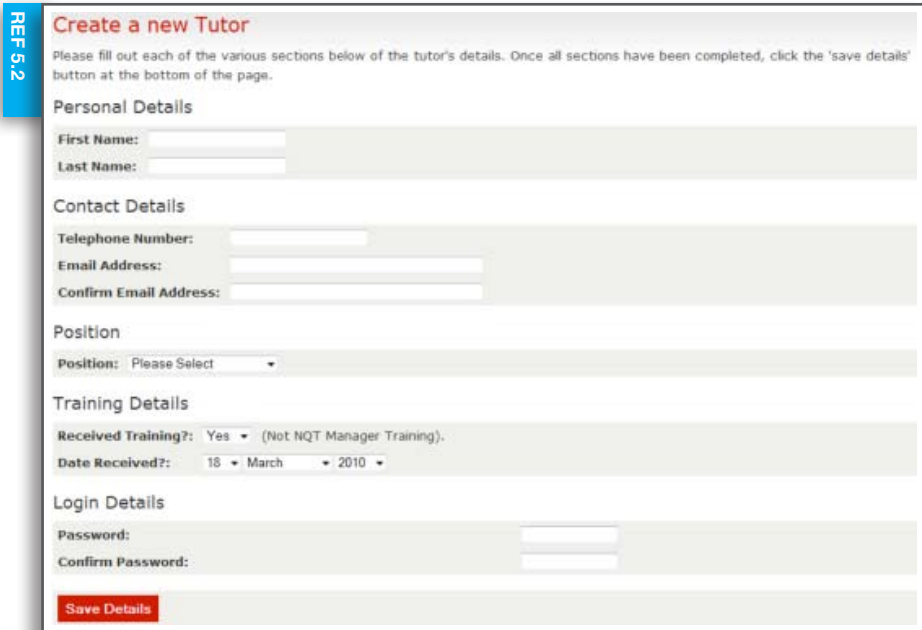 REF 5.2
Create a new Tutor
Please fill out each of the various sections below of the tutor's details. Once all sections have been completed, click the 'save details'
button at the bottom of the page.
Personal Details
First Name:
Last Name:
Contact Details
Telephone Number:
Email Address:
Confirm Email Address:
Position
Position: Please Select
Training Details
Received Training?: Yes (Not NQT Manager Training).
Date Received?: 18 March 2010
Login Details
Password:
Confirm Password:
Save Details